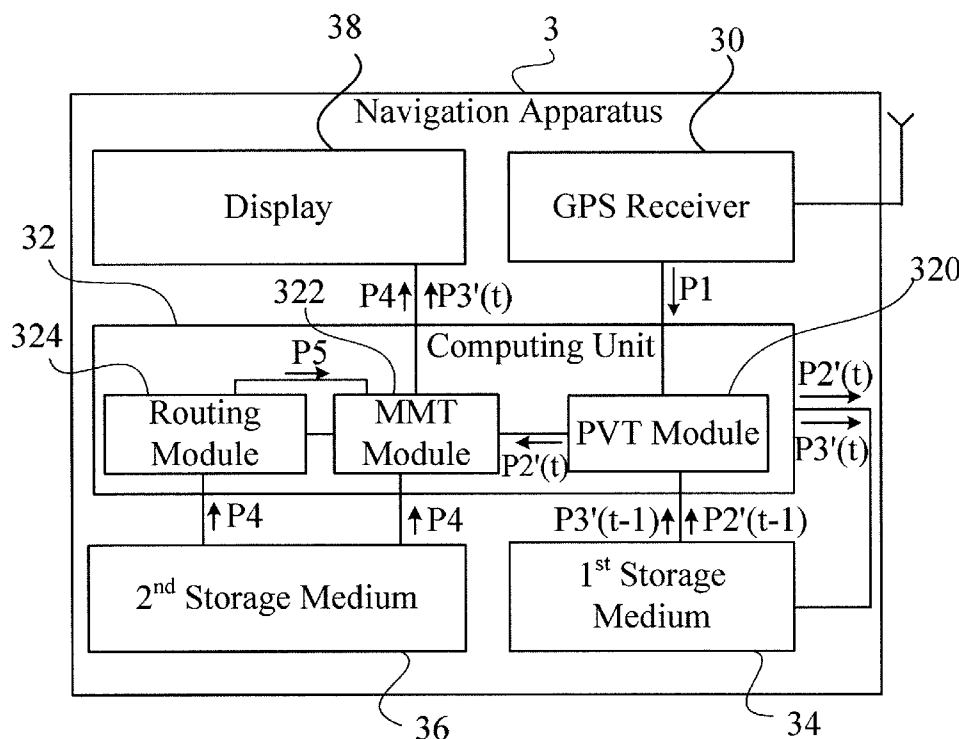 38
3
30
Navigation Apparatus
Display
GPS Receiver
32
322
P4
P3'(t)
P1
320
324
Computing Unit
P5
P2'(t)
P3'(t)
Routing
Module
MMT
Module
PVT Module
P2'(t)
P4
P4
P3'(t-1)
P2'(t-1)
2nd Storage Medium
1st Storage
Medium
36
34